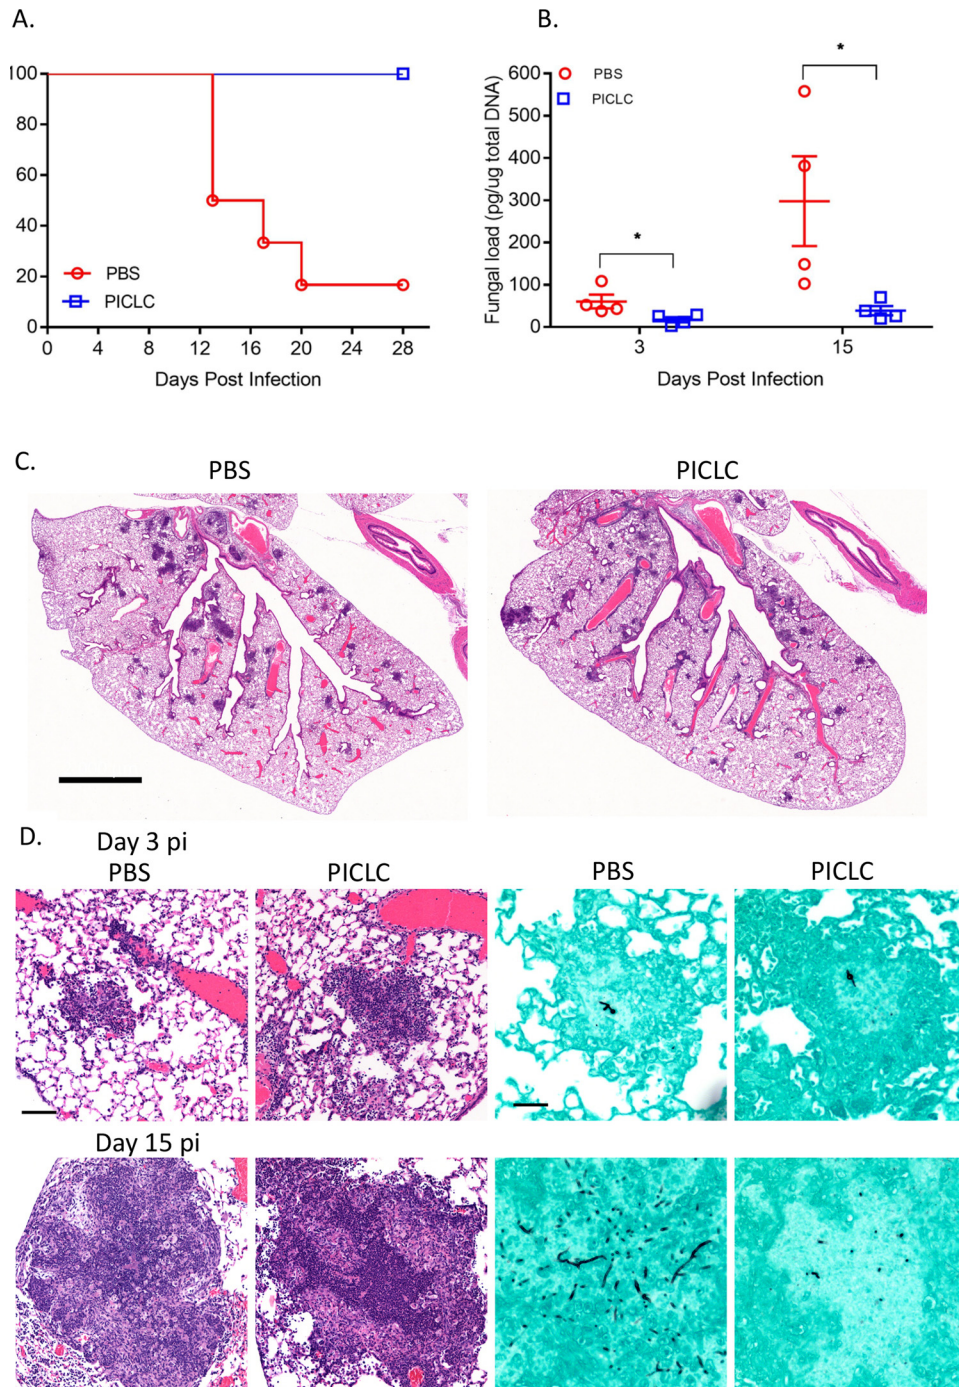 A.
100
80
60
40
20
0
PBS
PICLC
0 4 8 12 16 20 24 28
Days Post Infection
B.
Fungal load (pg/ug total DNA)
600
500
400
300
200
100
0
PBS
PICLC
*
*
3 15
Days Post Infection
C.
PBS PICLC
D.
Day 3 pi
PBS PICLC PBS PICLC
Day 15 pi